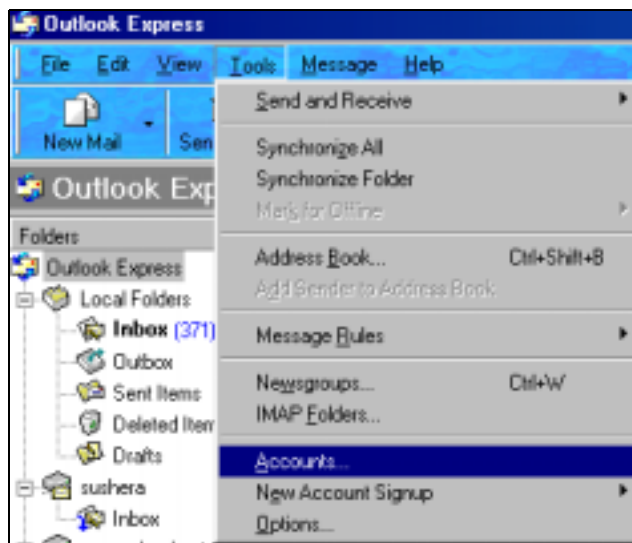 Outlook Express
File Edit View Tools Message Help
New Mail Sen
Outlook Exp
Folders
Outlook Express
Local Folders
Inbox (371)
Outbox
Sent Items
Deleted Item
Drafts
sushera
Inbox
Send and Receive
Synchronize All
Synchronize Folder
Mark for Offline
Address Book... Ctrl+Shift+B
Add Sender to Address Book
Message Rules
Newsgroups... Ctrl+W
IMAP Folders...
Accounts...
New Account Signup
Options...